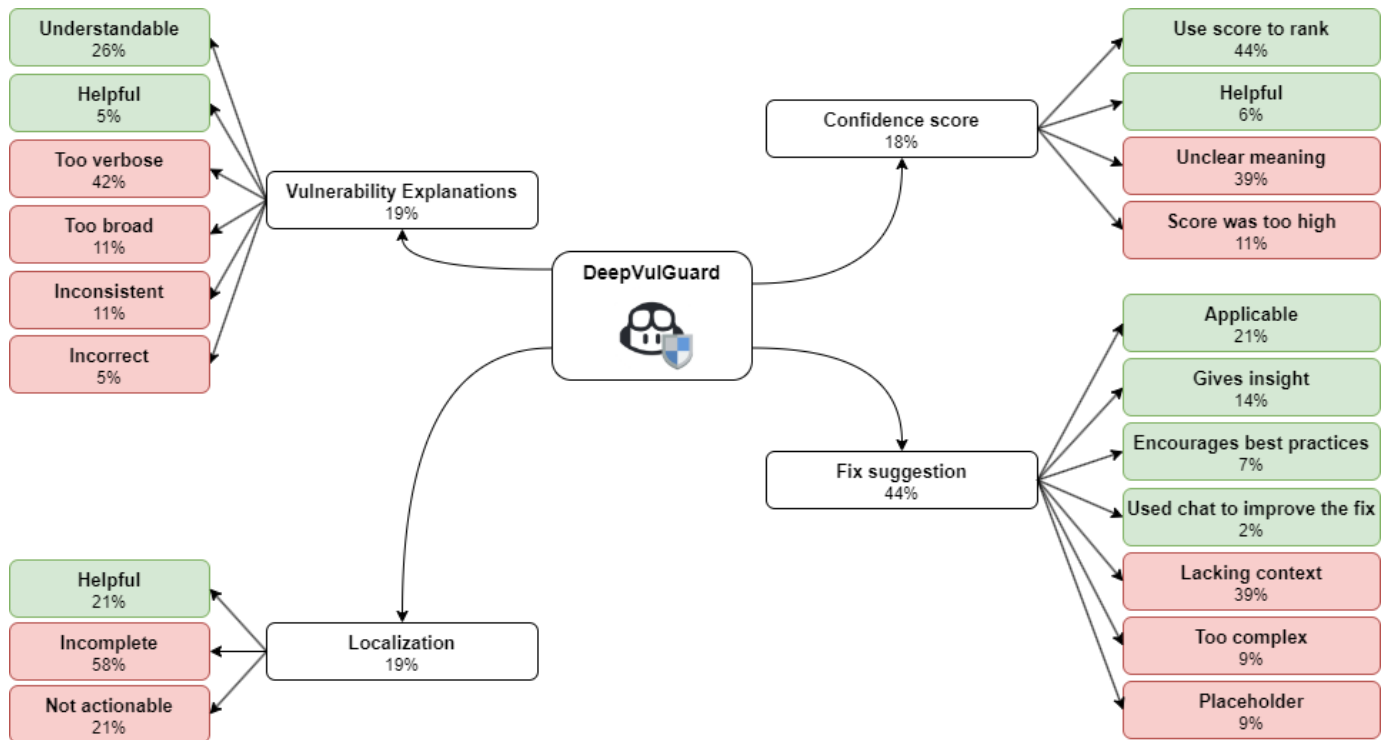 Understandable
26%
Helpful
5%
Too verbose
42%
Too broad
11%
Inconsistent
11%
Incorrect
5%
Vulnerability Explanations
19%
DeepVulGuard
Confidence score
18%
Use score to rank
44%
Helpful
6%
Unclear meaning
39%
Score was too high
11%
Fix suggestion
44%
Applicable
21%
Gives insight
14%
Encourages best practices
7%
Used chat to improve the fix
2%
Lacking context
39%
Too complex
9%
Placeholder
9%
Localization
19%
Helpful
21%
Incomplete
58%
Not actionable
21%